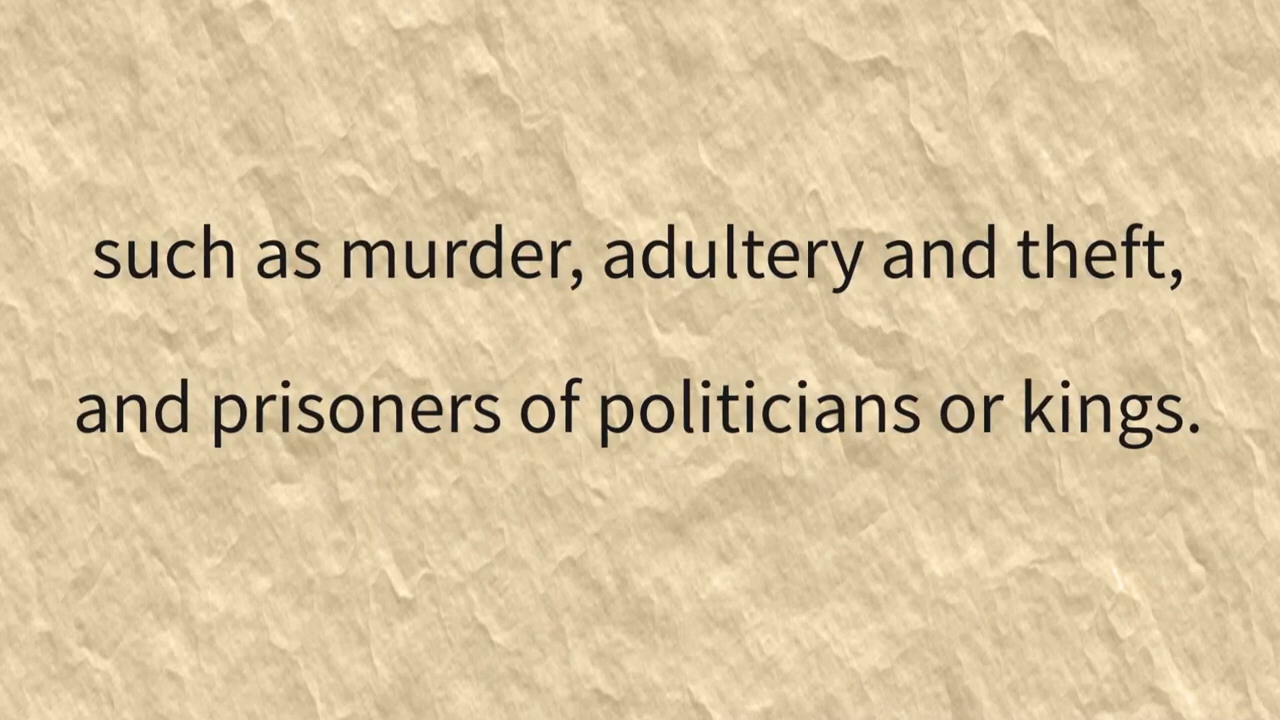 such as murder, adultery and theft,
and prisoners of politicians or kings.